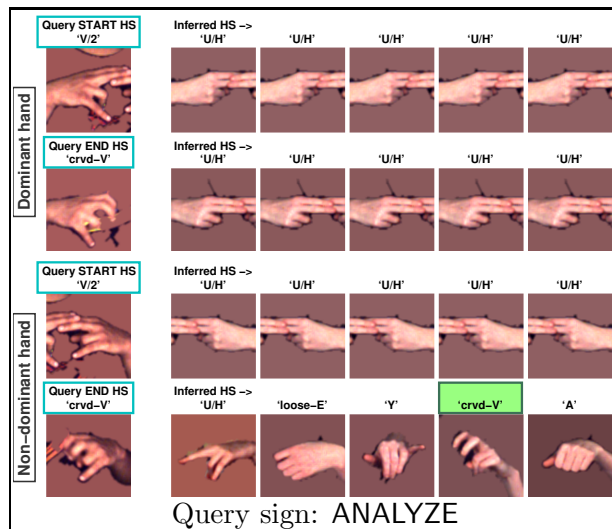 Query START HS Inferred HS −>
‘V/2’ ‘U/H’ ‘U/H’ ‘U/H’ ‘U/H’ ‘U/H’
Dominant hand
Query END HS Inferred HS −>
‘crvd−V’ ‘U/H’ ‘U/H’ ‘U/H’ ‘U/H’ ‘U/H’
Query START HS Inferred HS −>
‘V/2’ ‘U/H’ ‘U/H’ ‘U/H’ ‘U/H’ ‘U/H’
Non−dominant hand
Query END HS Inferred HS −>
‘crvd−V’ ‘U/H’ ‘loose−E’ ‘Y’ ‘crvd−V’ ‘A’
Query sign: ANALYZE